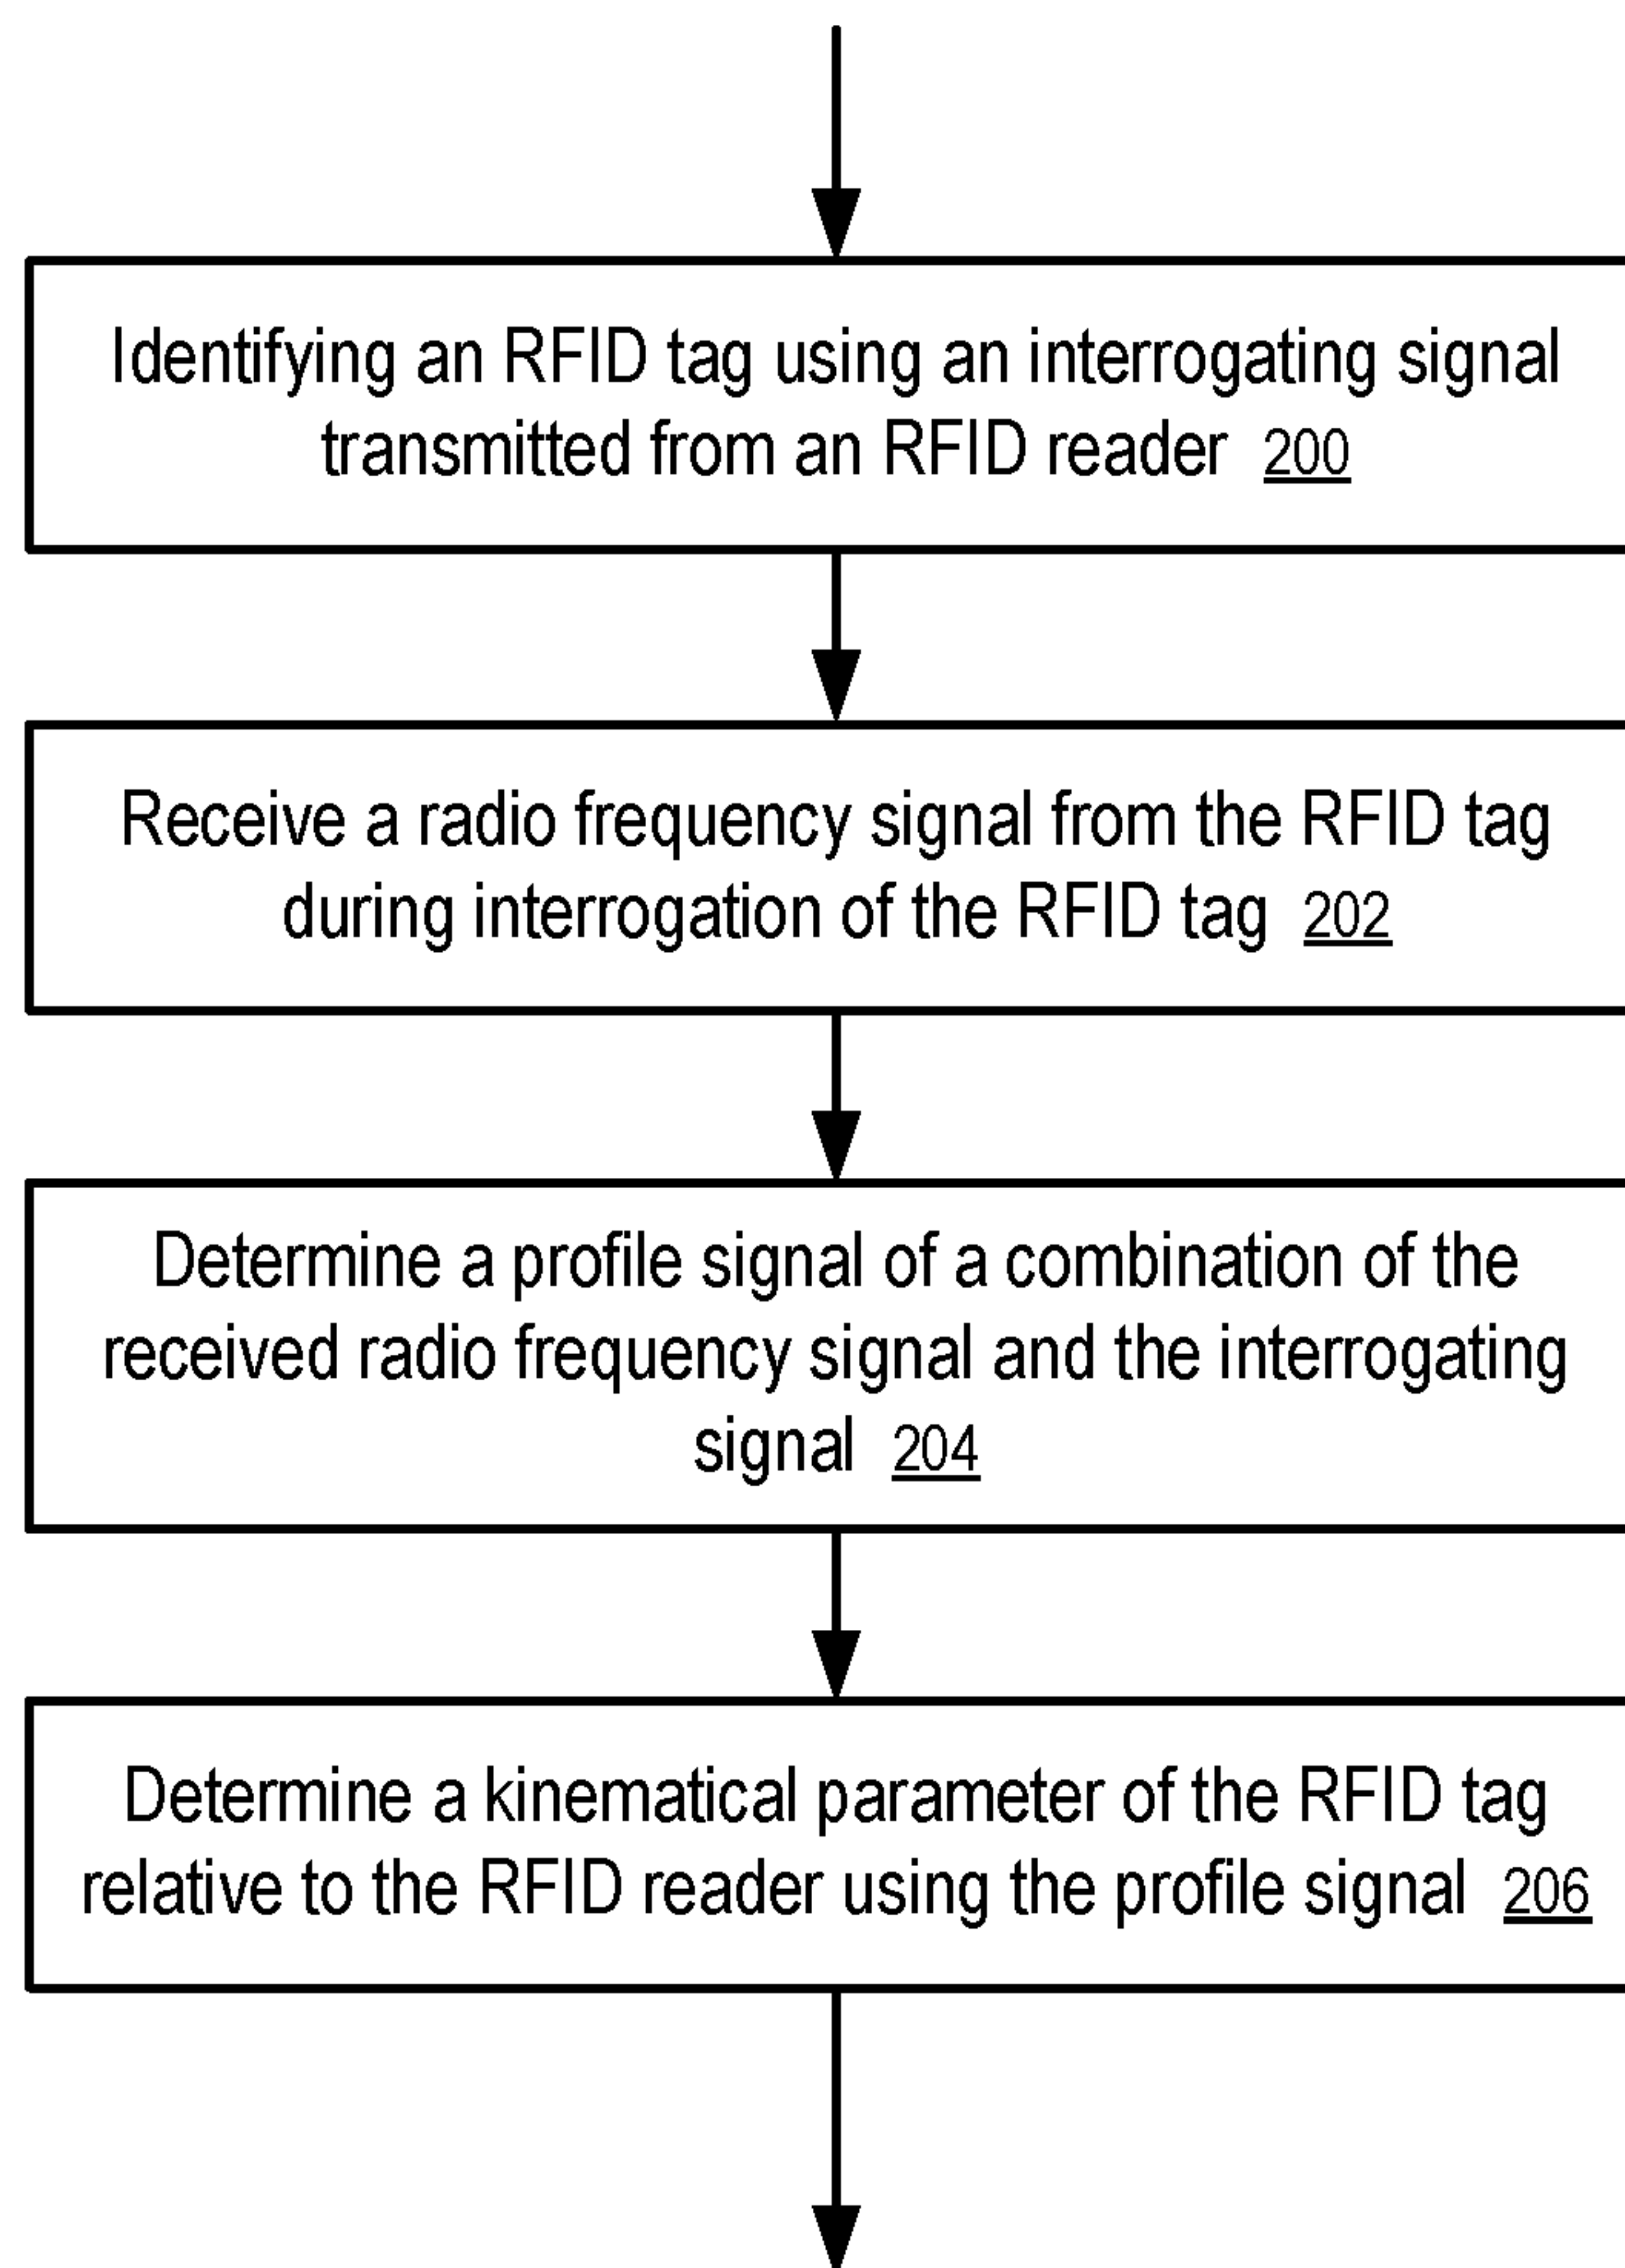 Identifying an RFID tag using an interrogating signal
transmitted from an RFID reader 200
Receive a radio frequency signal from the RFID tag
during interrogation of the RFID tag 202
Determine a profile signal of a combination of the
received radio frequency signal and the interrogating
signal 204
Determine a kinematical parameter of the RFID tag
relative to the RFID reader using the profile signal 206